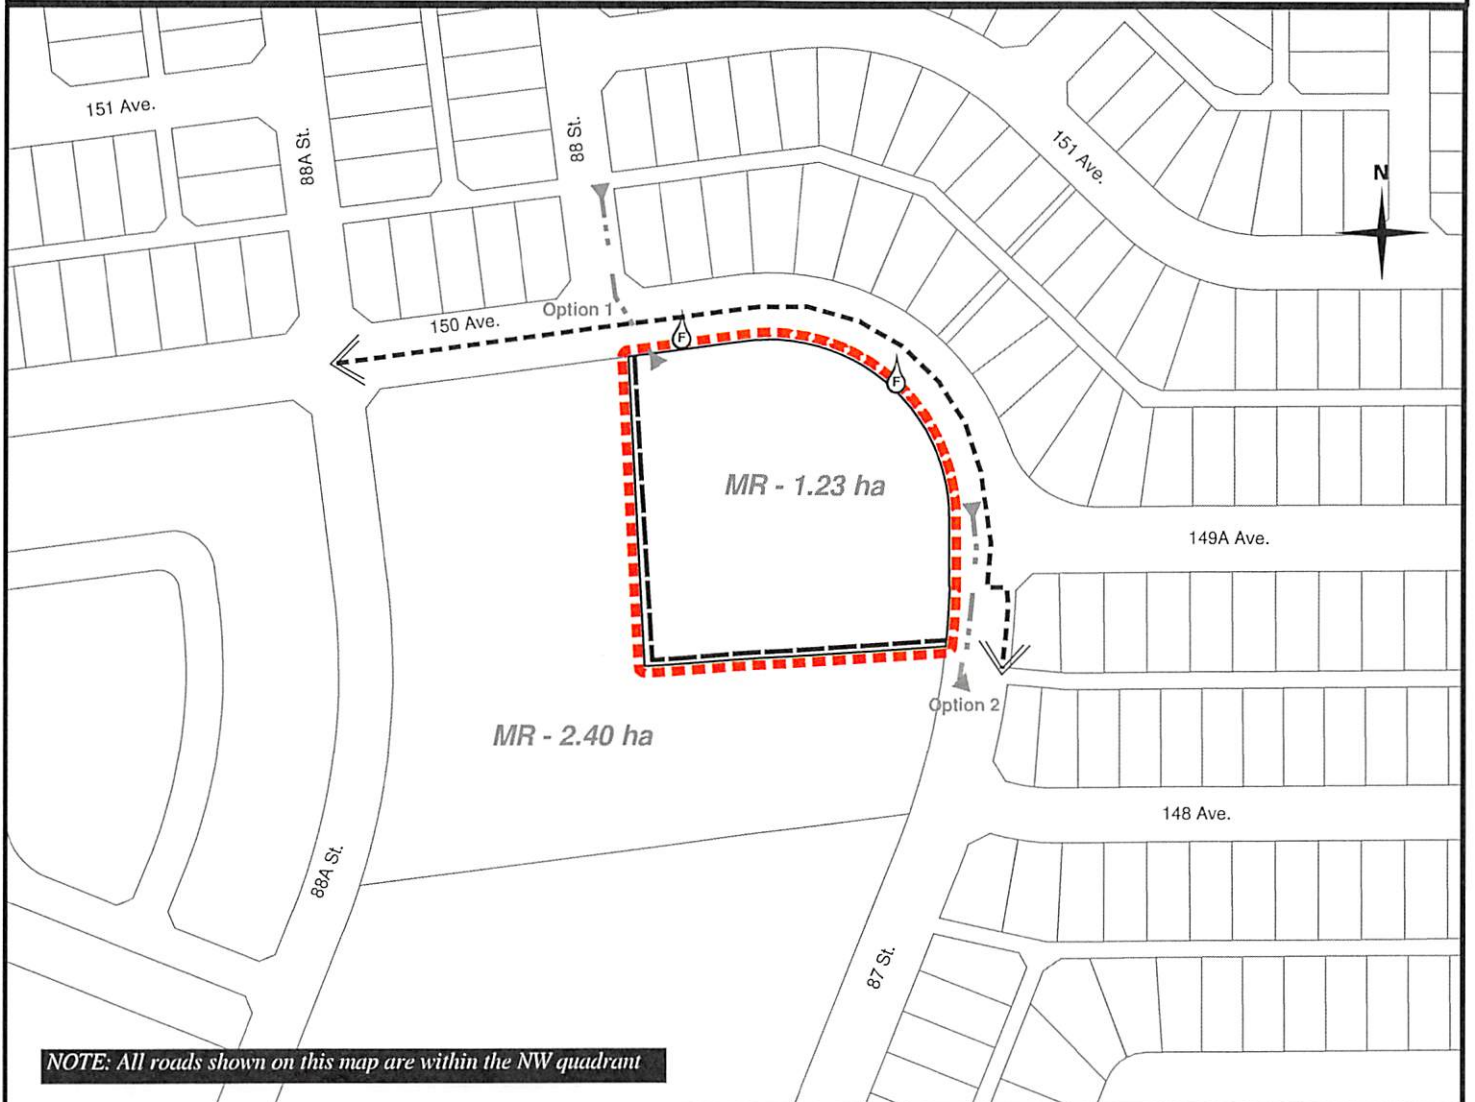 151 Ave.
88A St.
88 St.
151 Ave.
N
Option 1
150 Ave.
F
F
MR - 1.23 ha
149A Ave.
Option 2
MR - 2.40 ha
148 Ave.
88A St.
87 St.
NOTE: All roads shown on this map are within the NW quadrant